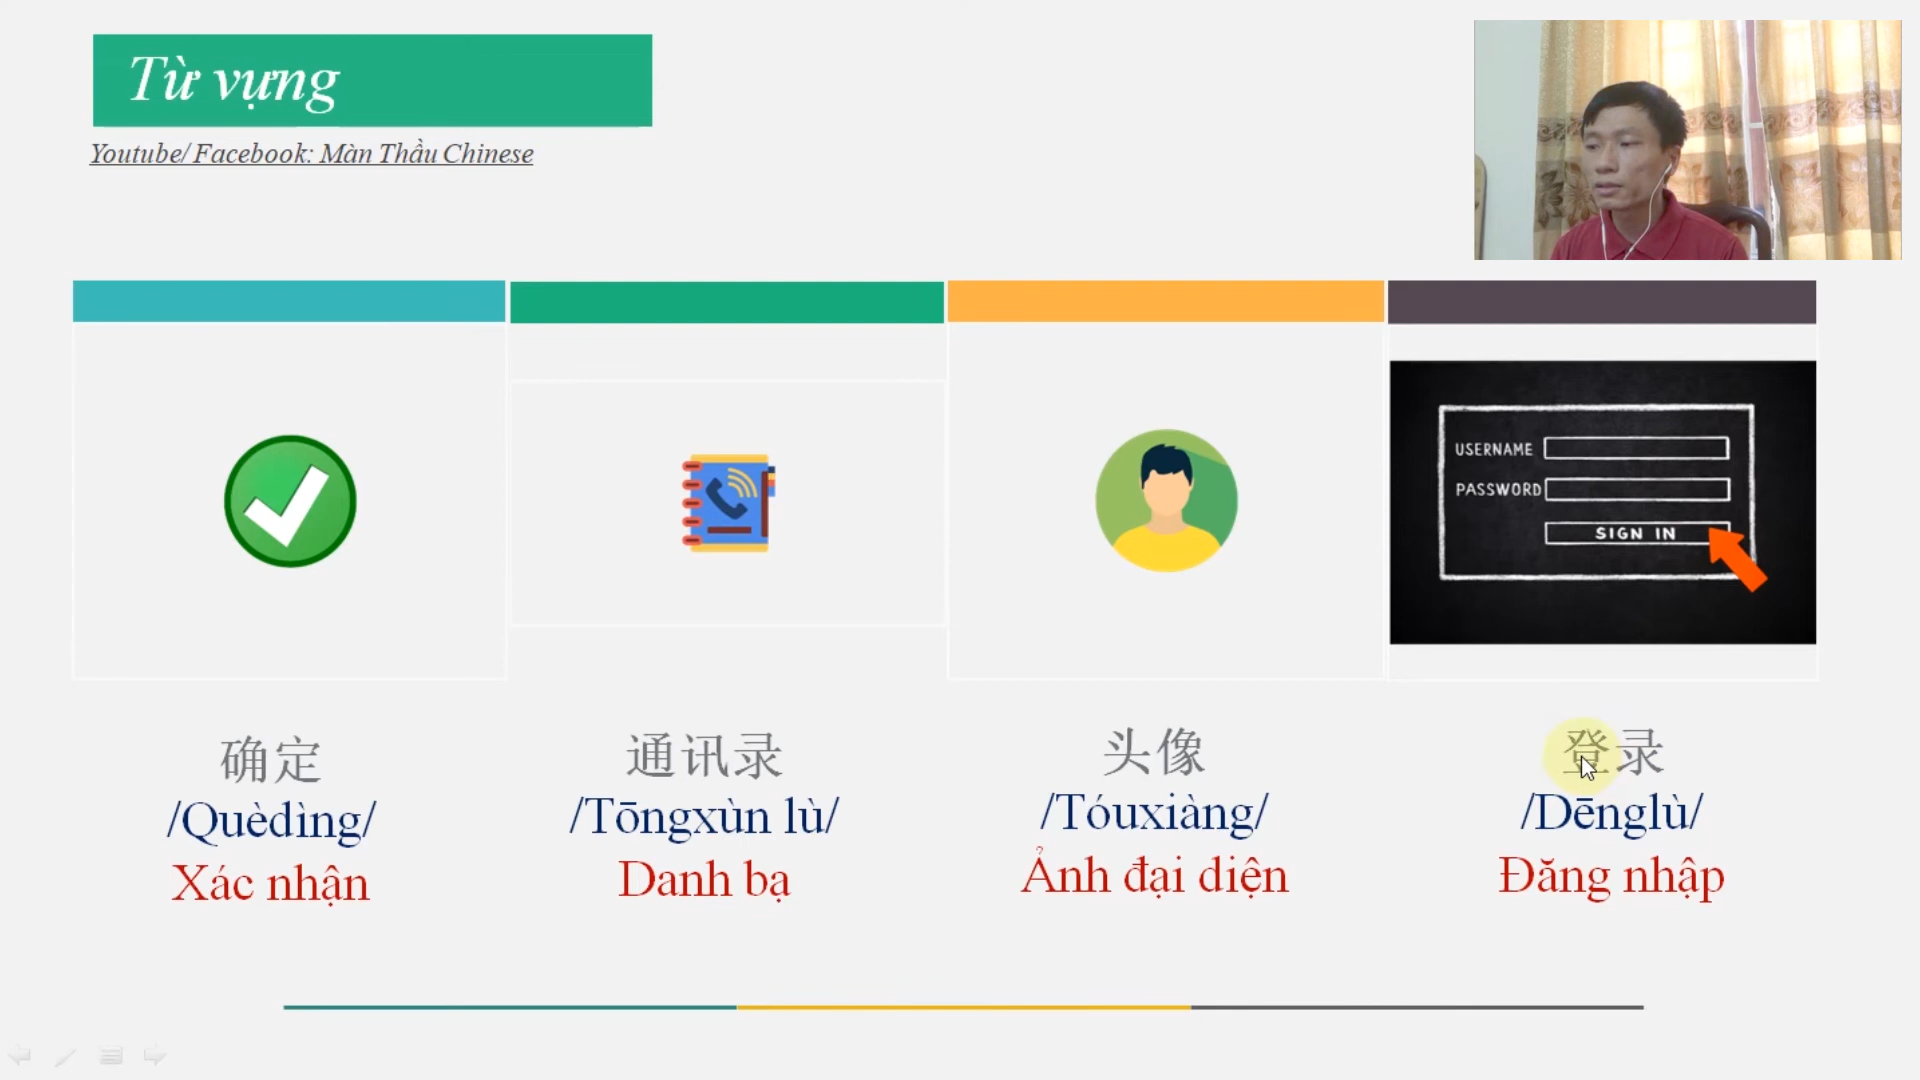 Từ vựng
Youtube/ Facebook: Màn Thầu Chinese
USERNAME
PASSWORD
SIGN IN
确定
/Quèdìng/
Xác nhận
通讯录
/Tōngxùn lù/
Danh bạ
头像
/Tóuxiàng/
Ảnh đại diện
登录
/Dēnglù/
Đăng nhập